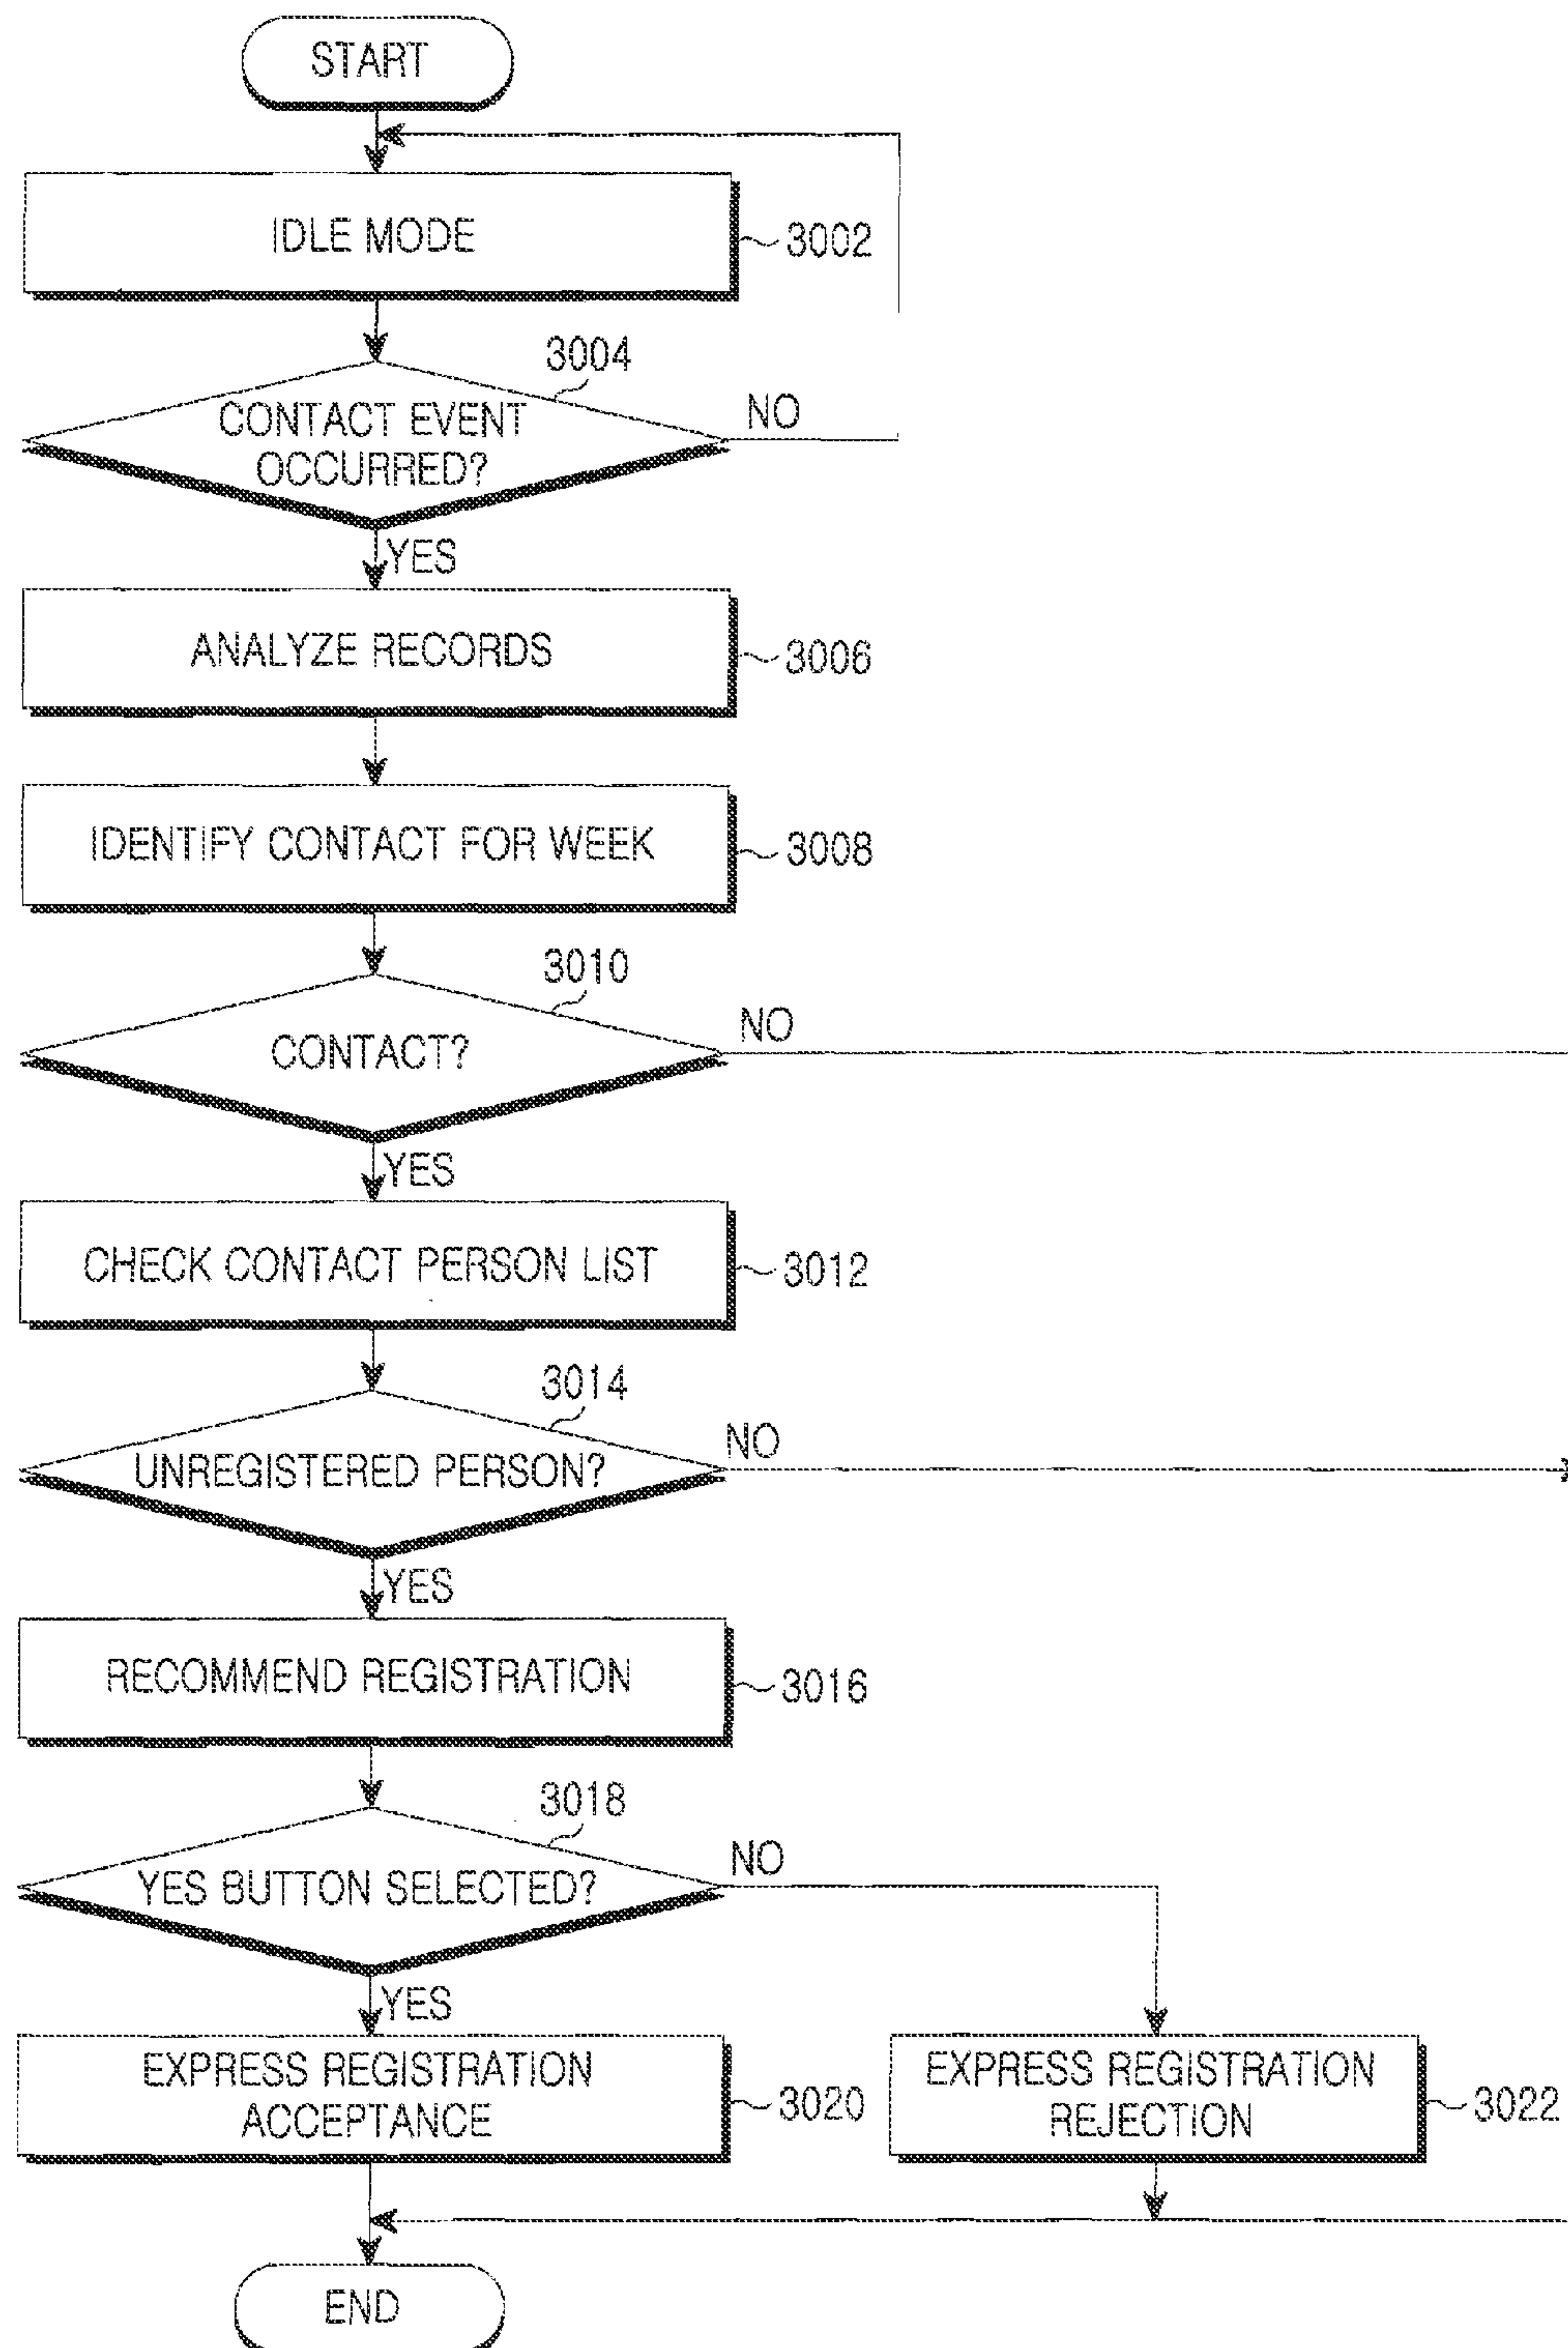 START
IDLE MODE
3002
3004
CONTACT EVENT
OCCURRED?
NO
YES
ANALYZE RECORDS
3006
IDENTIFY CONTACT FOR WEEK
3008
3010
CONTACT?
NO
YES
CHECK CONTACT PERSON LIST
3012
3014
UNREGISTERED PERSON?
NO
YES
RECOMMEND REGISTRATION
3016
3018
YES BUTTON SELECTED?
NO
YES
EXPRESS REGISTRATION
ACCEPTANCE
3020
EXPRESS REGISTRATION
REJECTION
3022
END